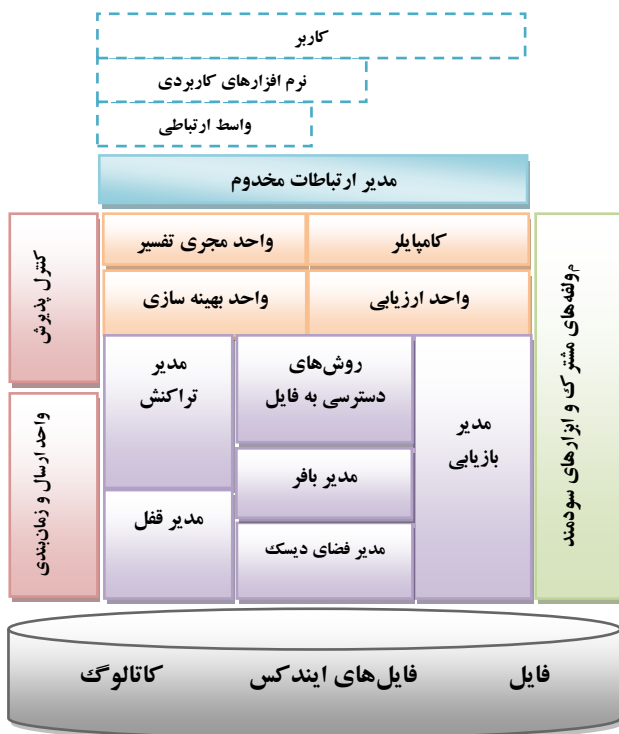 کاربر
نرم افزارهای کاربردی
واسط ارتباطی
مدیر ارتباطات مخدوم
مولفه‌های مشترک و ابزارهای سودمند
کامپایلر
واحد مجری تفسیر
واحد ارزیابی
واحد بهینه سازی
کنترل پذیرش
واحد ارسال و زمان‌بندی
مدیر
بازیابی
روش‌های
دسترسی به فایل
مدیر
تراکنش
مدیر بافر
مدیر قفل
مدیر فضای دیسک
فایل
فایل‌های ایندکس
کاتالوگ